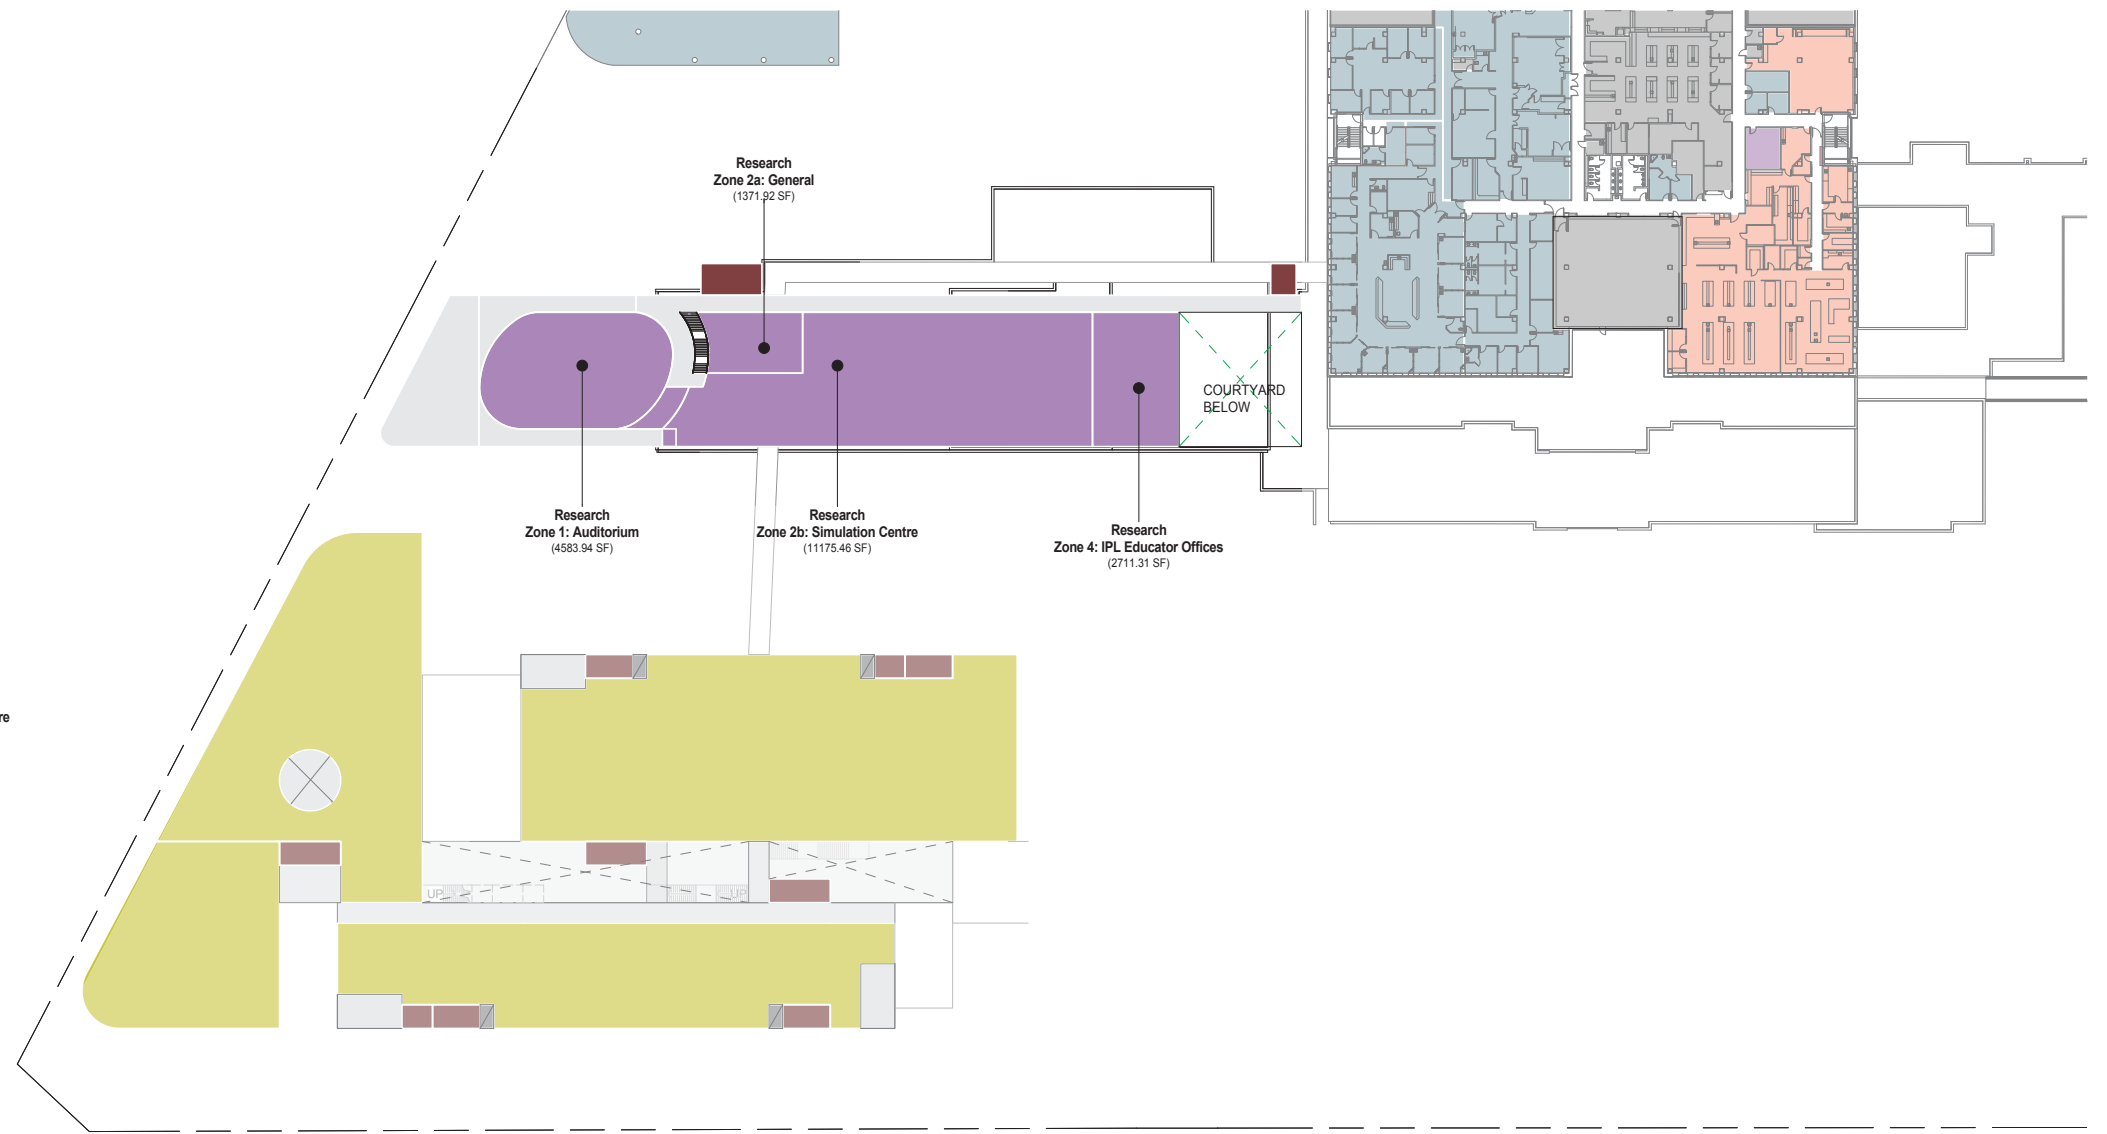 Research
Zone 2a: General
(1371.92 SF)
COURTYARD
BELOW
Research
Zone 1: Auditorium
(4583.94 SF)
Research
Zone 2b: Simulation Centre
(11175.46 SF)
Research
Zone 4: IPL Educator Offices
(2711.31 SF)
re
UP
UP